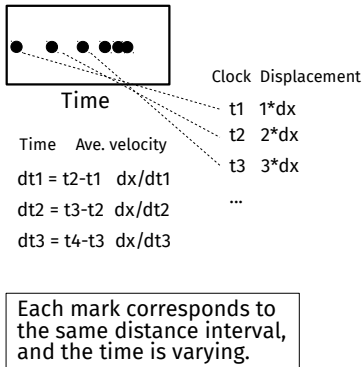 Time
Clock Displacement
t1 1*dx
t2 2*dx
t3 3*dx
...
Time Ave. velocity
dt1 = t2-t1 dx/dt1
dt2 = t3-t2 dx/dt2
dt3 = t4-t3 dx/dt3
Each mark corresponds to
the same distance interval,
and the time is varying.